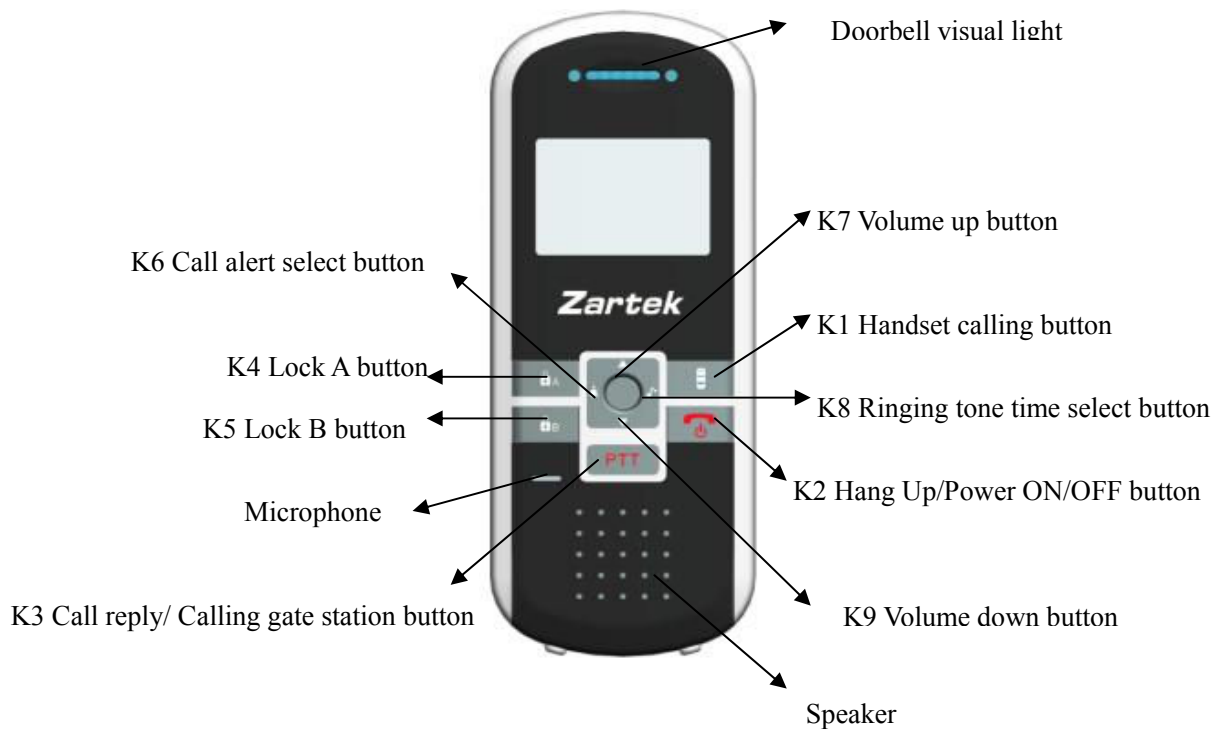 Doorbell visual light
K7 Volume up button
K6 Call alert select button
Zartek
K1 Handset calling button
K4 Lock A button
A
K8 Ringing tone time select button
K5 Lock B button
B
PTT
K2 Hang Up/Power ON/OFF button
Microphone
K3 Call reply/ Calling gate station button
K9 Volume down button
Speaker